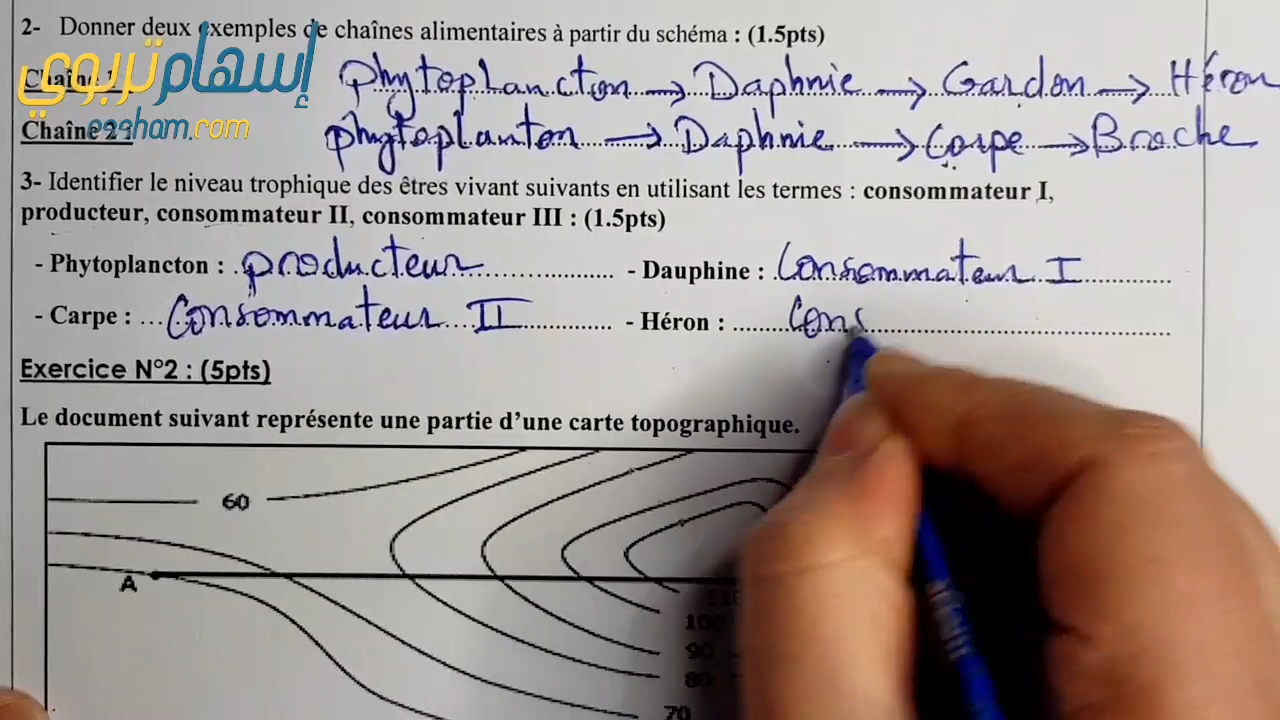 2- Donner deux exemples de chaînes alimentaires à partir du schéma : (1.5pts)
إسهام تربوي
esaham.com
Chaîne 1 Phytoplancton → Daphnie → Gardon → Héron
Chaîne 2 : phytoplanton → Daphnie → Carpe → Broche
3- Identifier le niveau trophique des êtres vivant suivants en utilisant les termes : consommateur I,
producteur, consommateur II, consommateur III : (1.5pts)
- Phytoplancton : producteur - Dauphine : Consommateur I
- Carpe : Consommateur II - Héron : Cons
Exercice N°2 : (5pts)
Le document suivant représente une partie d'une carte topographique.
60
A
100
90
80
70